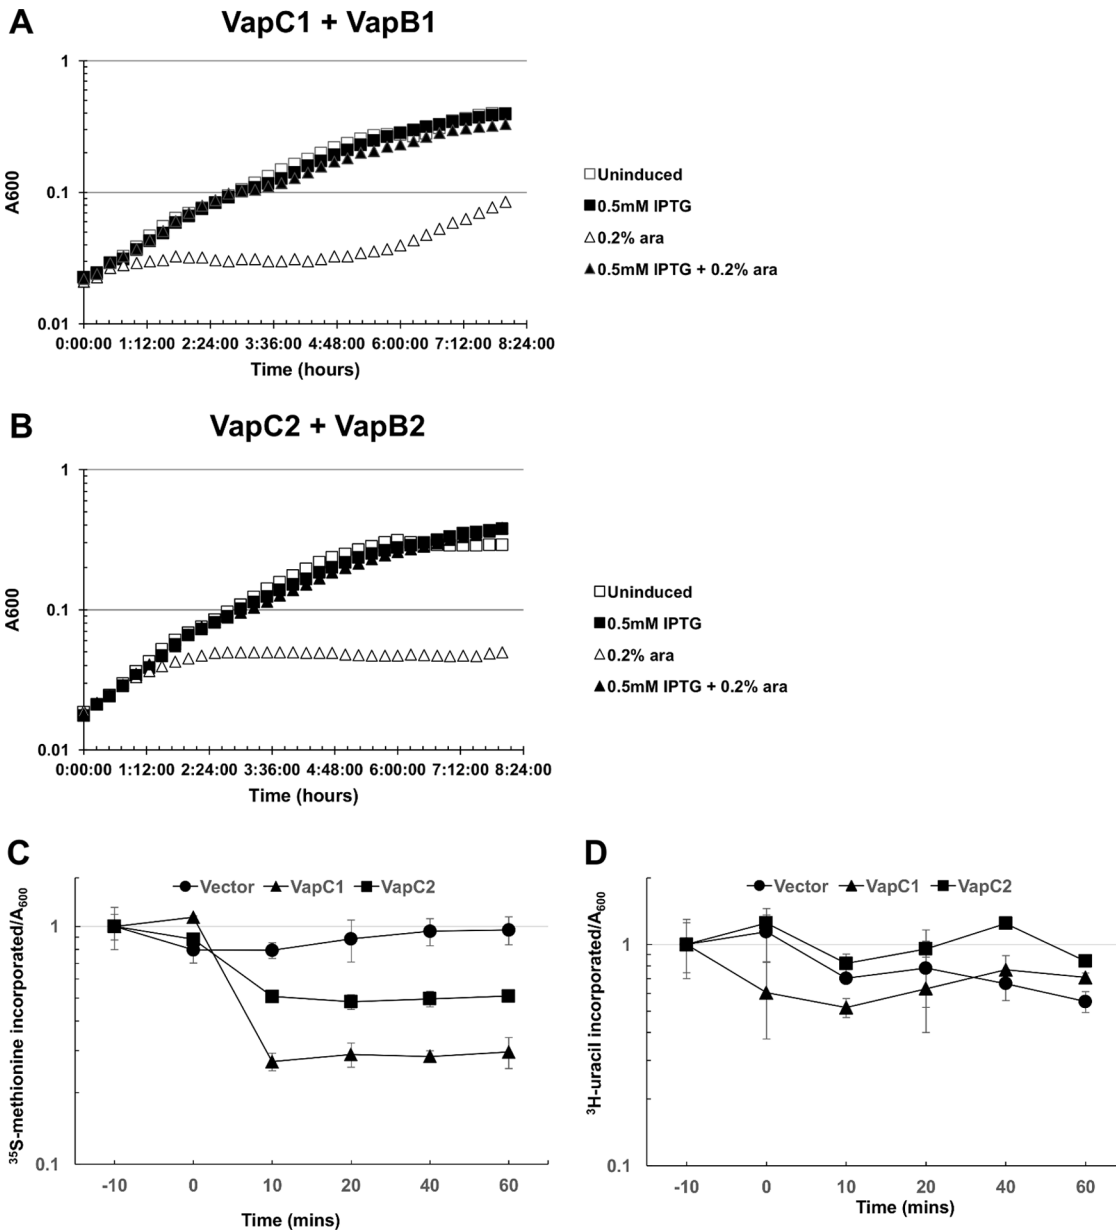 A
VapC1 + VapB1
1
0.1
0.01
A600
0:00:00 1:12:00 2:24:00 3:36:00 4:48:00 6:00:00 7:12:00 8:24:00
Time (hours)
Uninduced
0.5mM IPTG
0.2% ara
0.5mM IPTG + 0.2% ara
B
VapC2 + VapB2
1
0.1
0.01
A600
0:00:00 1:12:00 2:24:00 3:36:00 4:48:00 6:00:00 7:12:00 8:24:00
Time (hours)
Uninduced
0.5mM IPTG
0.2% ara
0.5mM IPTG + 0.2% ara
C
Vector VapC1 VapC2
1
0.1
³⁵S-methionine incorporated/A₆₀₀
-10 0 10 20 40 60
Time (mins)
D
Vector VapC1 VapC2
1
0.1
³H-uracil incorporated/A₆₀₀
-10 0 10 20 40 60
Time (mins)